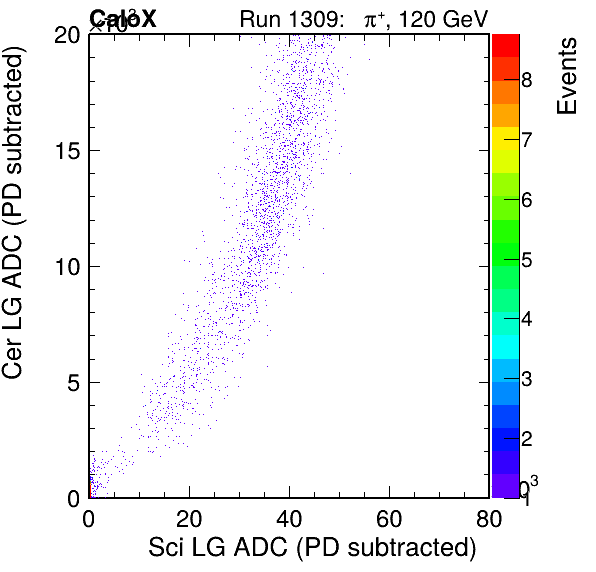 CaloX Run 1309: π⁺, 120 GeV
×10³
Cer LG ADC (PD subtracted)
20
15
10
5
0
0 20 40 60 80
Sci LG ADC (PD subtracted)
Events
8
7
6
5
4
3
2
1